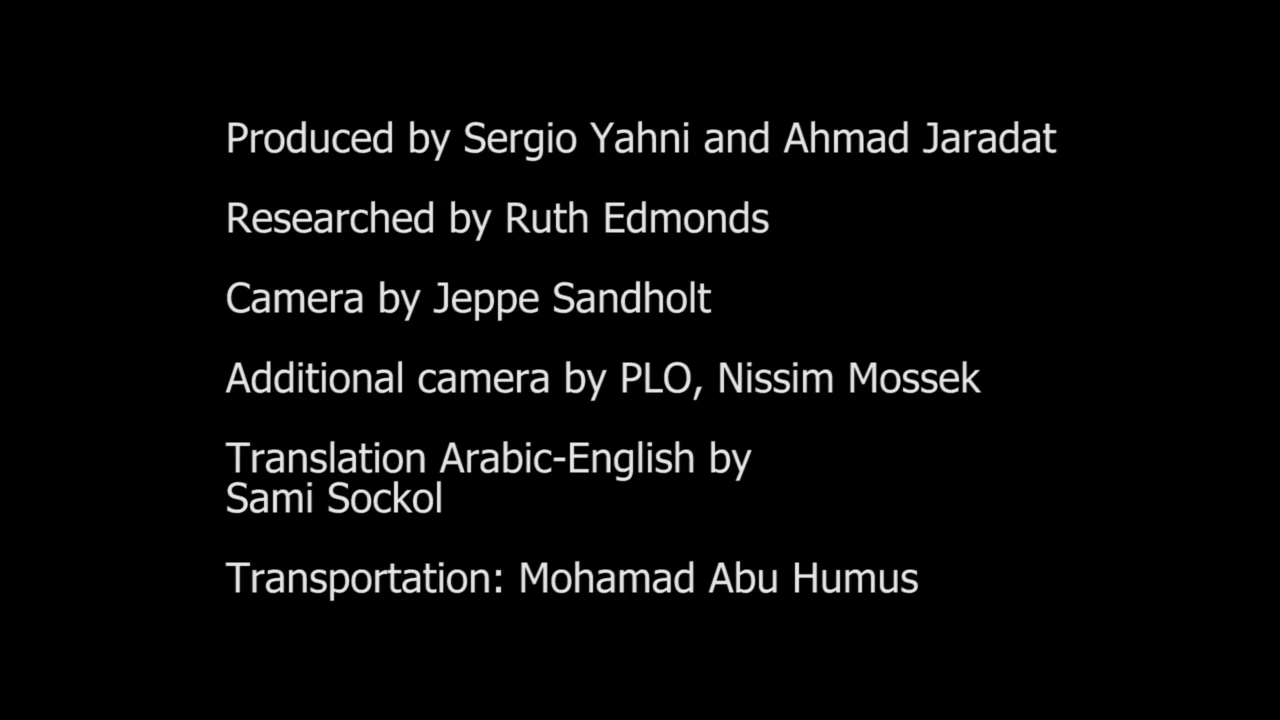 Produced by Sergio Yahni and Ahmad Jaradat
Researched by Ruth Edmonds
Camera by Jeppe Sandholt
Additional camera by PLO, Nissim Mossek
Translation Arabic-English by
Sami Sockol
Transportation: Mohamad Abu Humus